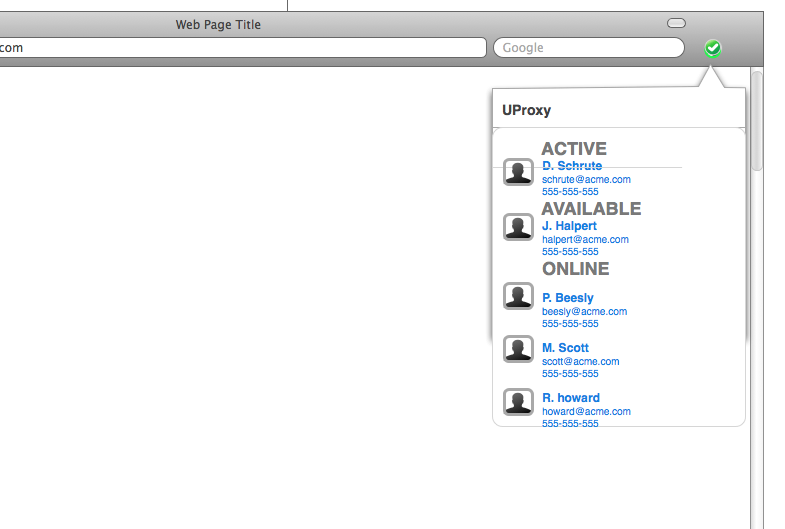 Web Page Title
com
Google
UProxy
ACTIVE
D. Schrute
schrute@acme.com
555-555-555
AVAILABLE
J. Halpert
halpert@acme.com
555-555-555
ONLINE
P. Beesly
beesly@acme.com
555-555-555
M. Scott
scott@acme.com
555-555-555
R. howard
howard@acme.com
555-555-555